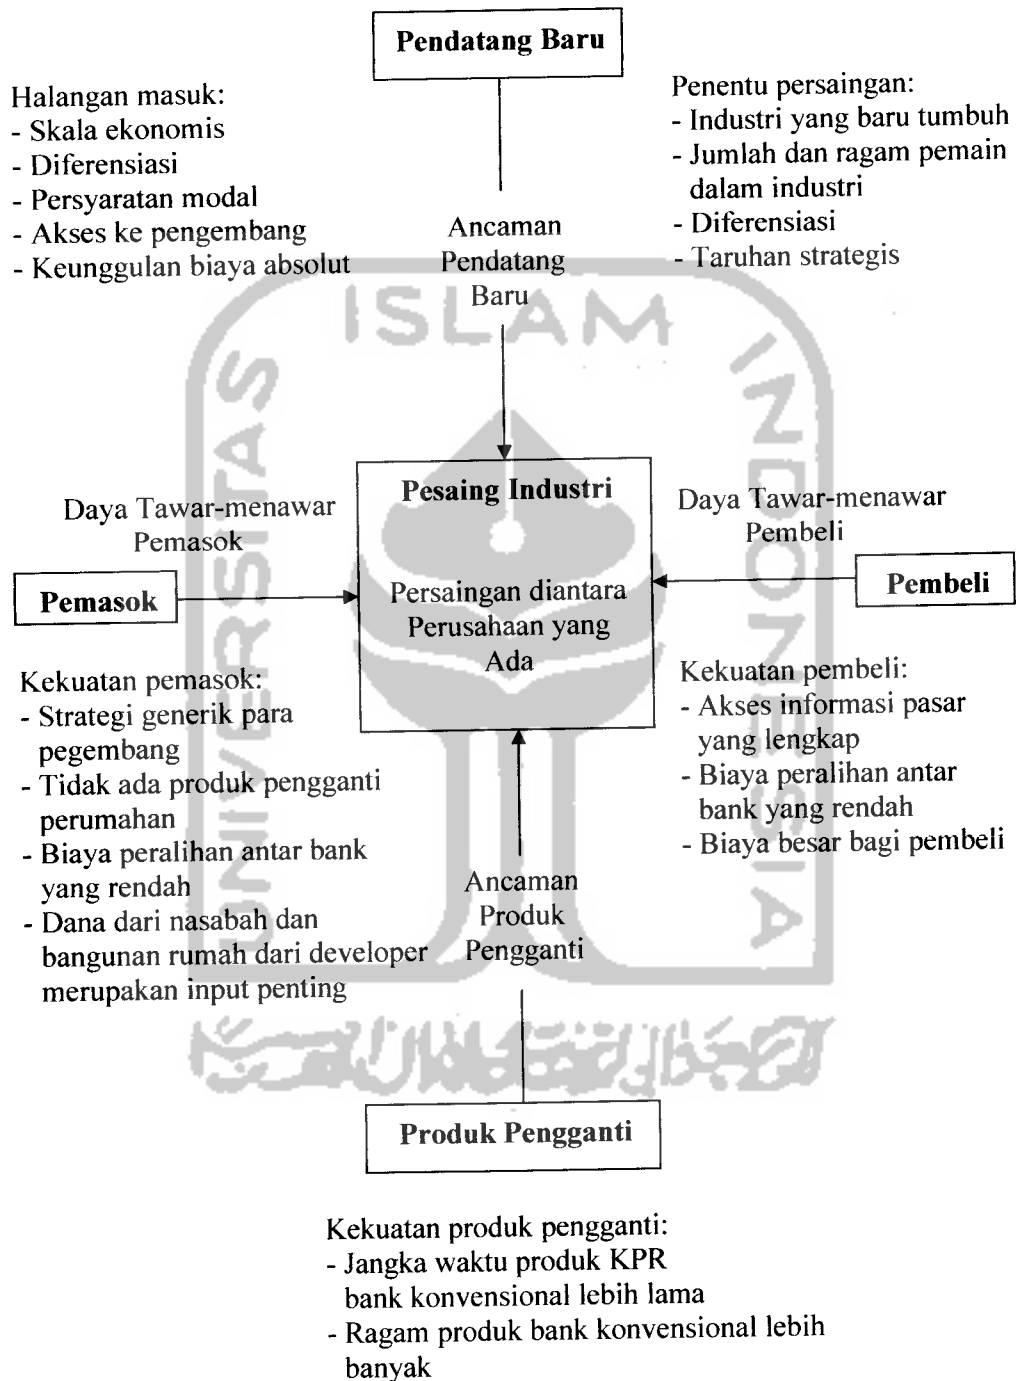 Pendatang Baru
Halangan masuk:
- Skala ekonomis
- Diferensiasi
- Persyaratan modal
- Akses ke pengembang
- Keunggulan biaya absolut
Penentu persaingan:
- Industri yang baru tumbuh
- Jumlah dan ragam pemain
dalam industri
- Diferensiasi
- Taruhan strategis
Ancaman
Pendatang
Baru
ISLAM
UNIVERSITAS
INDONESIA
Pesaing Industri
Persaingan diantara
Perusahaan yang
Ada
Daya Tawar-menawar
Pemasok
Pemasok
Daya Tawar-menawar
Pembeli
Pembeli
Kekuatan pemasok:
- Strategi generik para
pegembang
- Tidak ada produk pengganti
perumahan
- Biaya peralihan antar bank
yang rendah
- Dana dari nasabah dan
bangunan rumah dari developer
merupakan input penting
Kekuatan pembeli:
- Akses informasi pasar
yang lengkap
- Biaya peralihan antar
bank yang rendah
- Biaya besar bagi pembeli
Ancaman
Produk
Pengganti
Produk Pengganti
Kekuatan produk pengganti:
- Jangka waktu produk KPR
bank konvensional lebih lama
- Ragam produk bank konvensional lebih
banyak